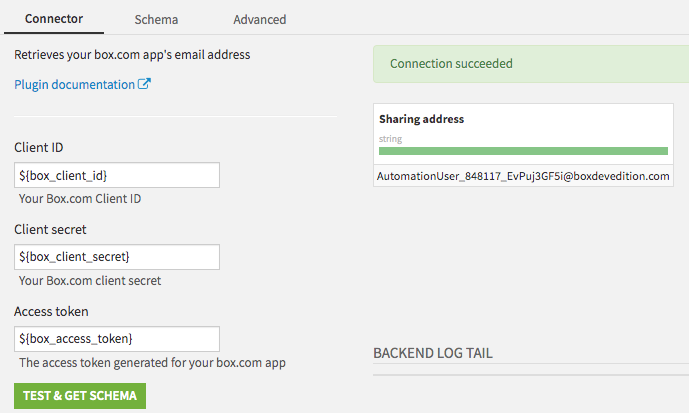 Connector
Schema
Advanced
Retrieves your box.com app's email address
Plugin documentation
Client ID
${box_client_id}
Your Box.com Client ID
Client secret
${box_client_secret}
Your Box.com client secret
Access token
${box_access_token}
The access token generated for your box.com app
TEST & GET SCHEMA
Connection succeeded
Sharing address
string
AutomationUser_848117_EvPuj3GF5i@boxdevedition.com
BACKEND LOG TAIL